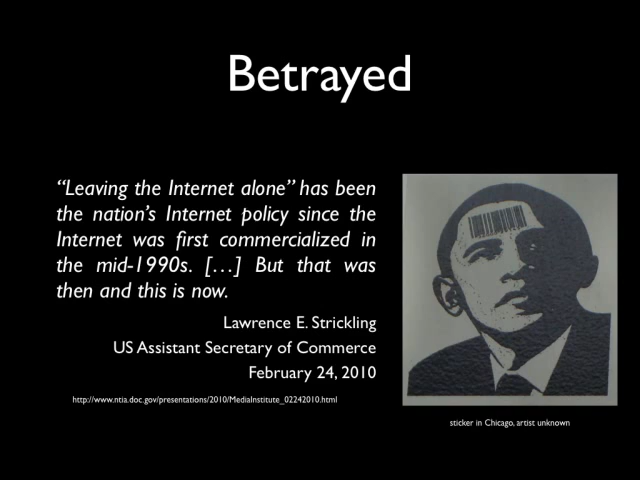 Betrayed
“Leaving the Internet alone” has been
the nation’s Internet policy since the
Internet was first commercialized in
the mid-1990s. […] But that was
then and this is now.
Lawrence E. Strickling
US Assistant Secretary of Commerce
February 24, 2010
http://www.ntia.doc.gov/presentations/2010/MediaInstitute_02242010.html
sticker in Chicago, artist unknown